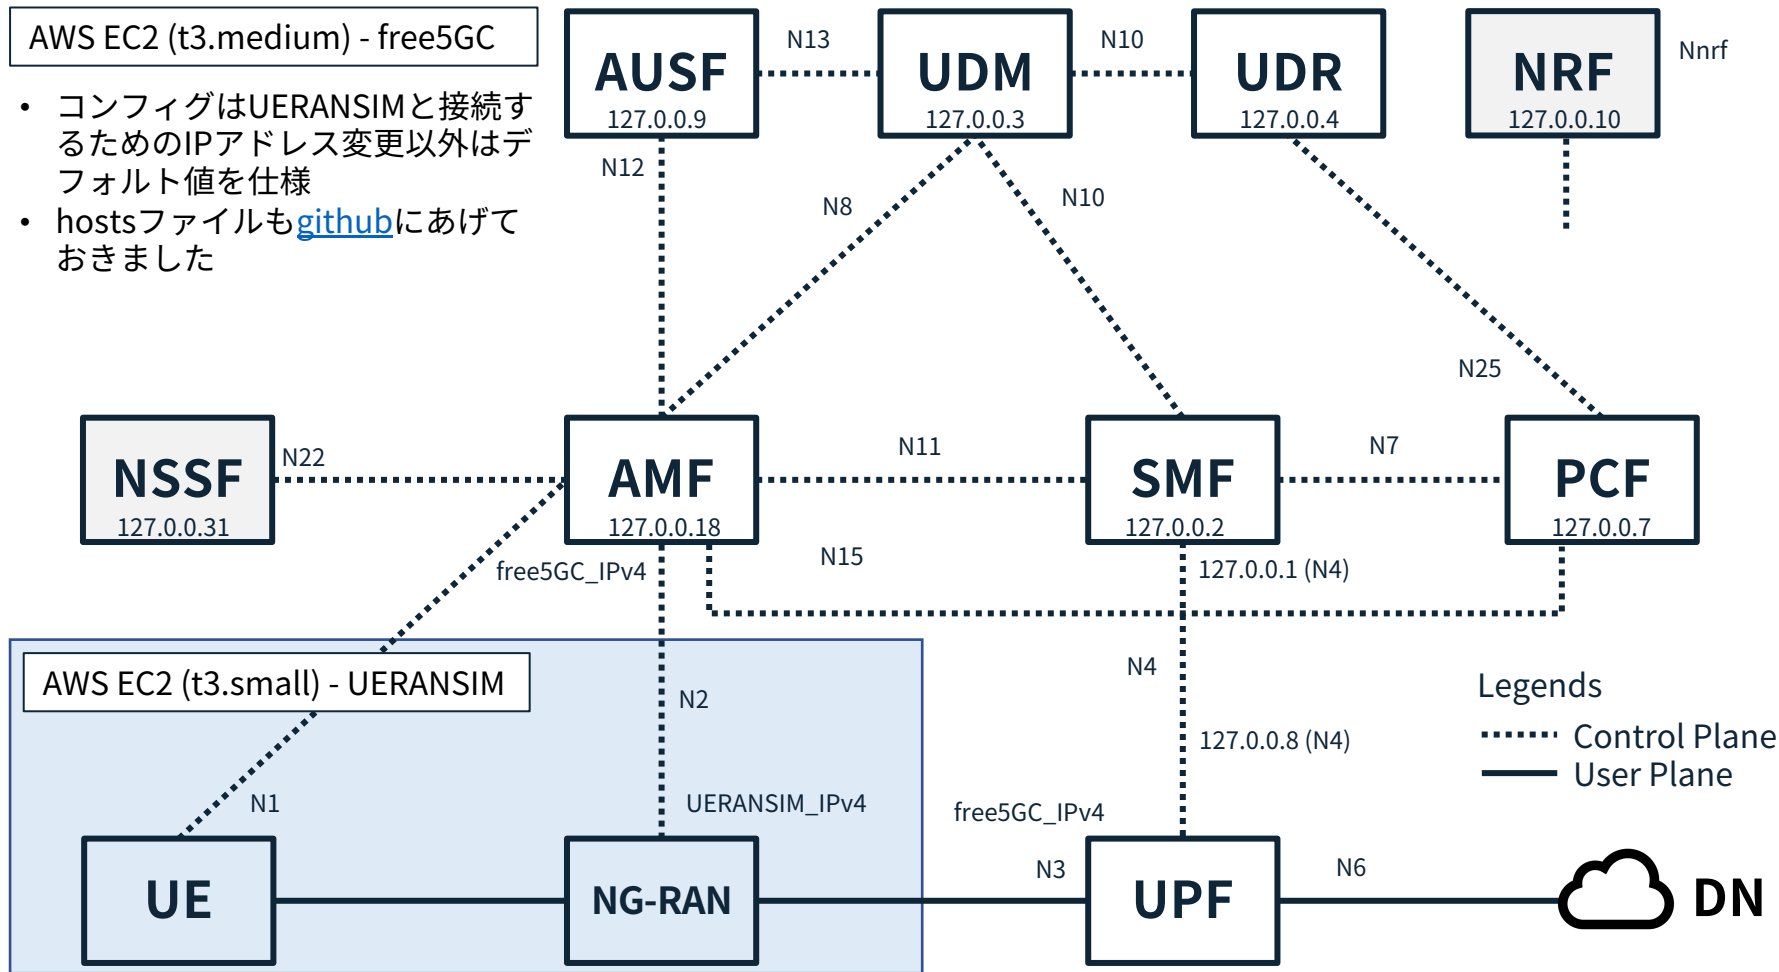 AWS EC2 (t3.medium) - free5GC
• コンフィグはUERANSIMと接続す
るためのIPアドレス変更以外はデ
フォルト値を仕様
• hostsファイルもgithubにあげて
おきました
AUSF
127.0.0.9
N13
UDM
127.0.0.3
N10
UDR
127.0.0.4
NRF
127.0.0.10
Nnrf
N12
N8
N10
N25
NSSF
127.0.0.31
N22
AMF
127.0.0.18
N11
SMF
127.0.0.2
N7
PCF
127.0.0.7
free5GC_IPv4
N15
127.0.0.1 (N4)
AWS EC2 (t3.small) - UERANSIM
N2
N4
127.0.0.8 (N4)
Legends
Control Plane
User Plane
N1
UERANSIM_IPv4
free5GC_IPv4
UE
NG-RAN
N3
UPF
N6
DN